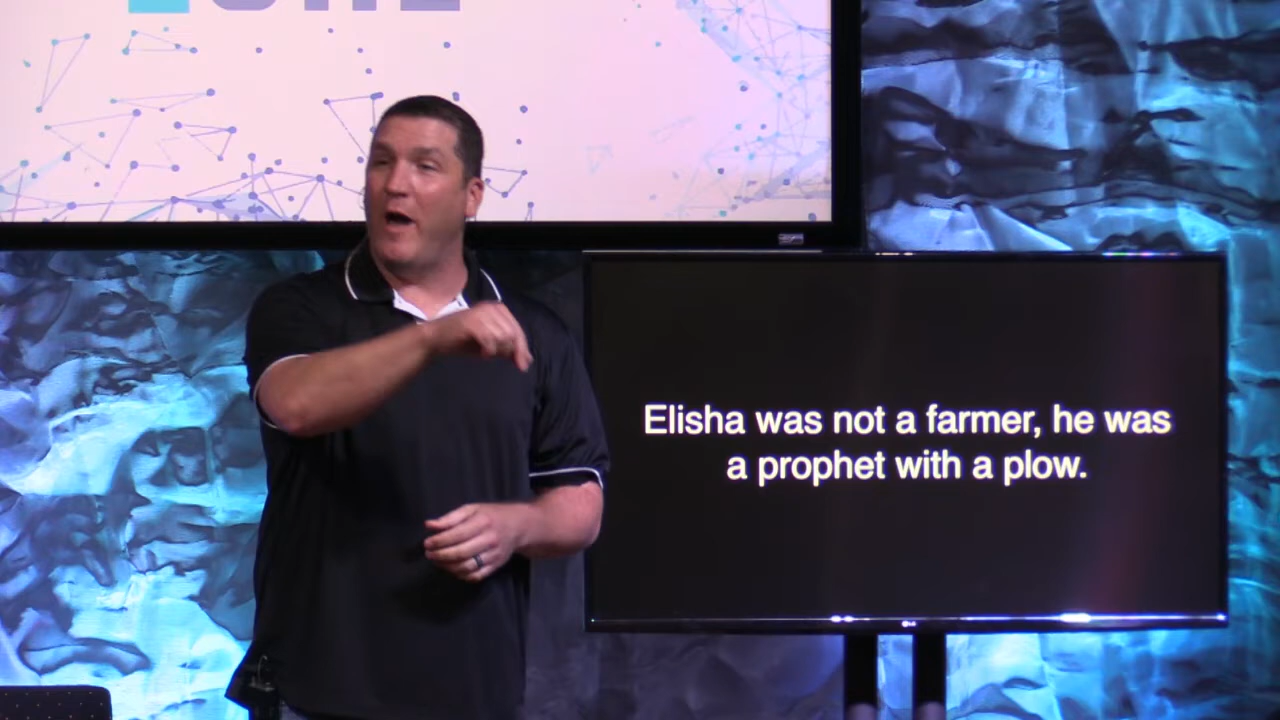 Elisha was not a farmer, he was
a prophet with a plow.